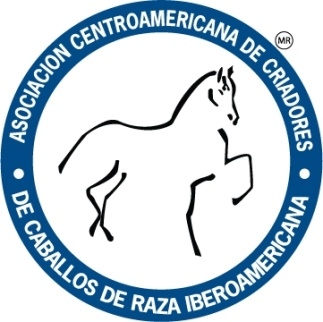 ASOCIACION CENTROAMERICANA DE CRIADORES
MR
DE CABALLOS DE RAZA IBEROAMERICANA